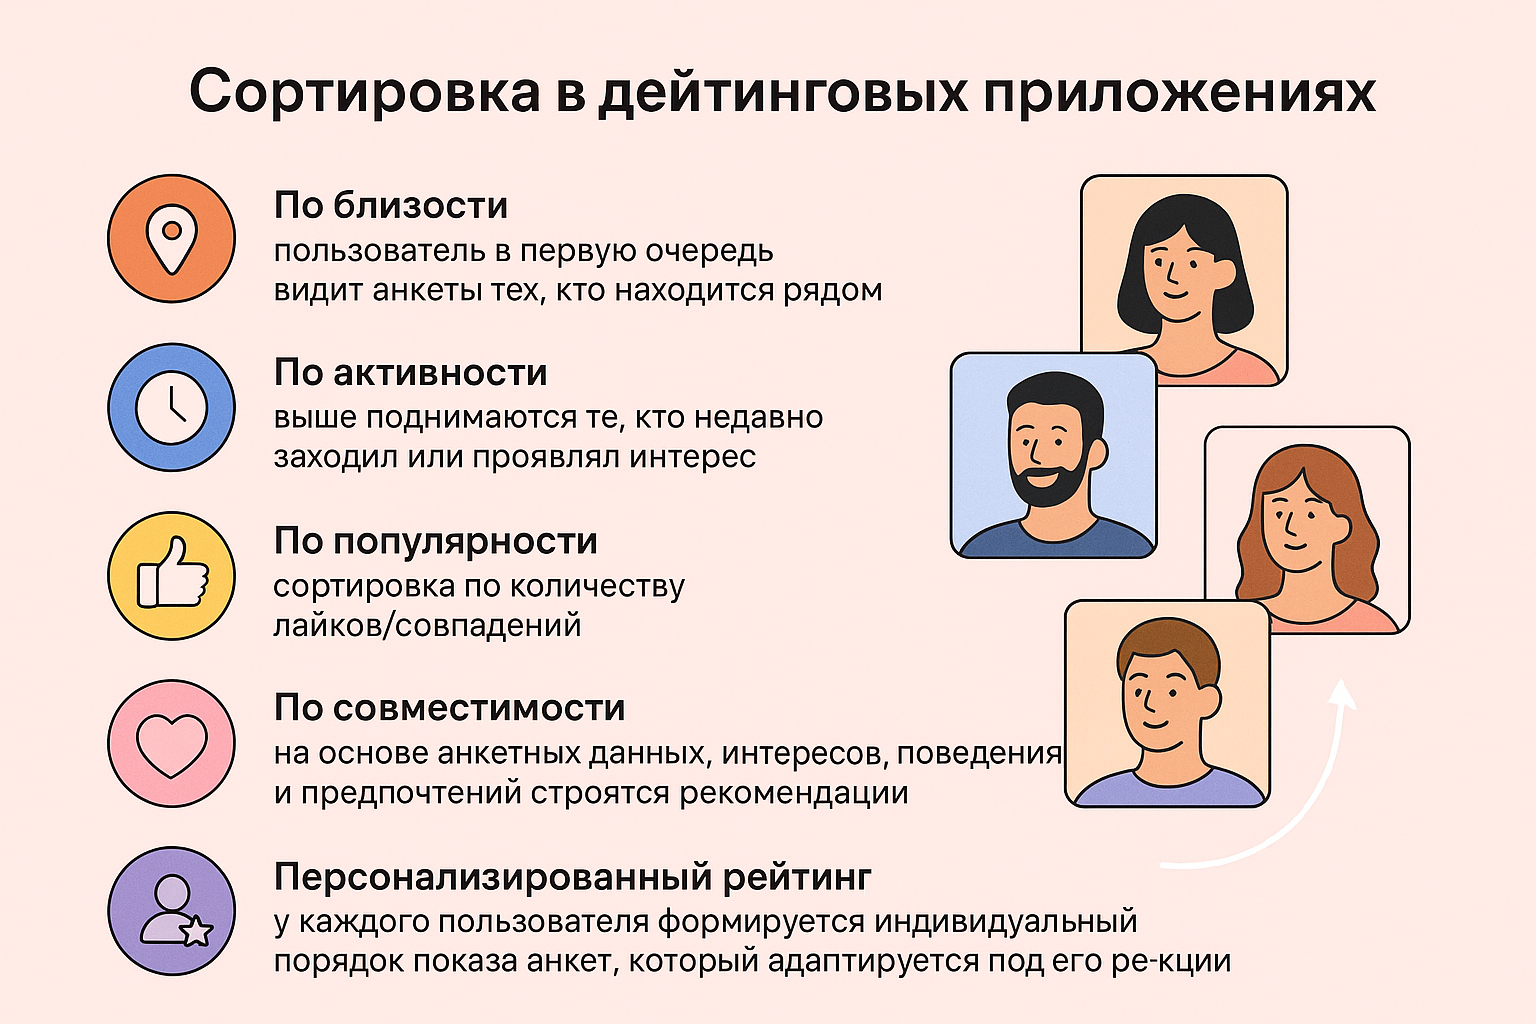 Сортировка в дейтинговых приложениях
По близости
пользователь в первую очередь
видит анкеты тех, кто находится рядом
По активности
выше поднимаются те, кто недавно
заходил или проявлял интерес
По популярности
сортировка по количеству
лайков/совпадений
По совместимости
на основе анкетных данных, интересов, поведения
и предпочтений строятся рекомендации
Персонализированный рейтинг
у каждого пользователя формируется индивидуальный
порядок показа анкет, который адаптируется под его ре-кции